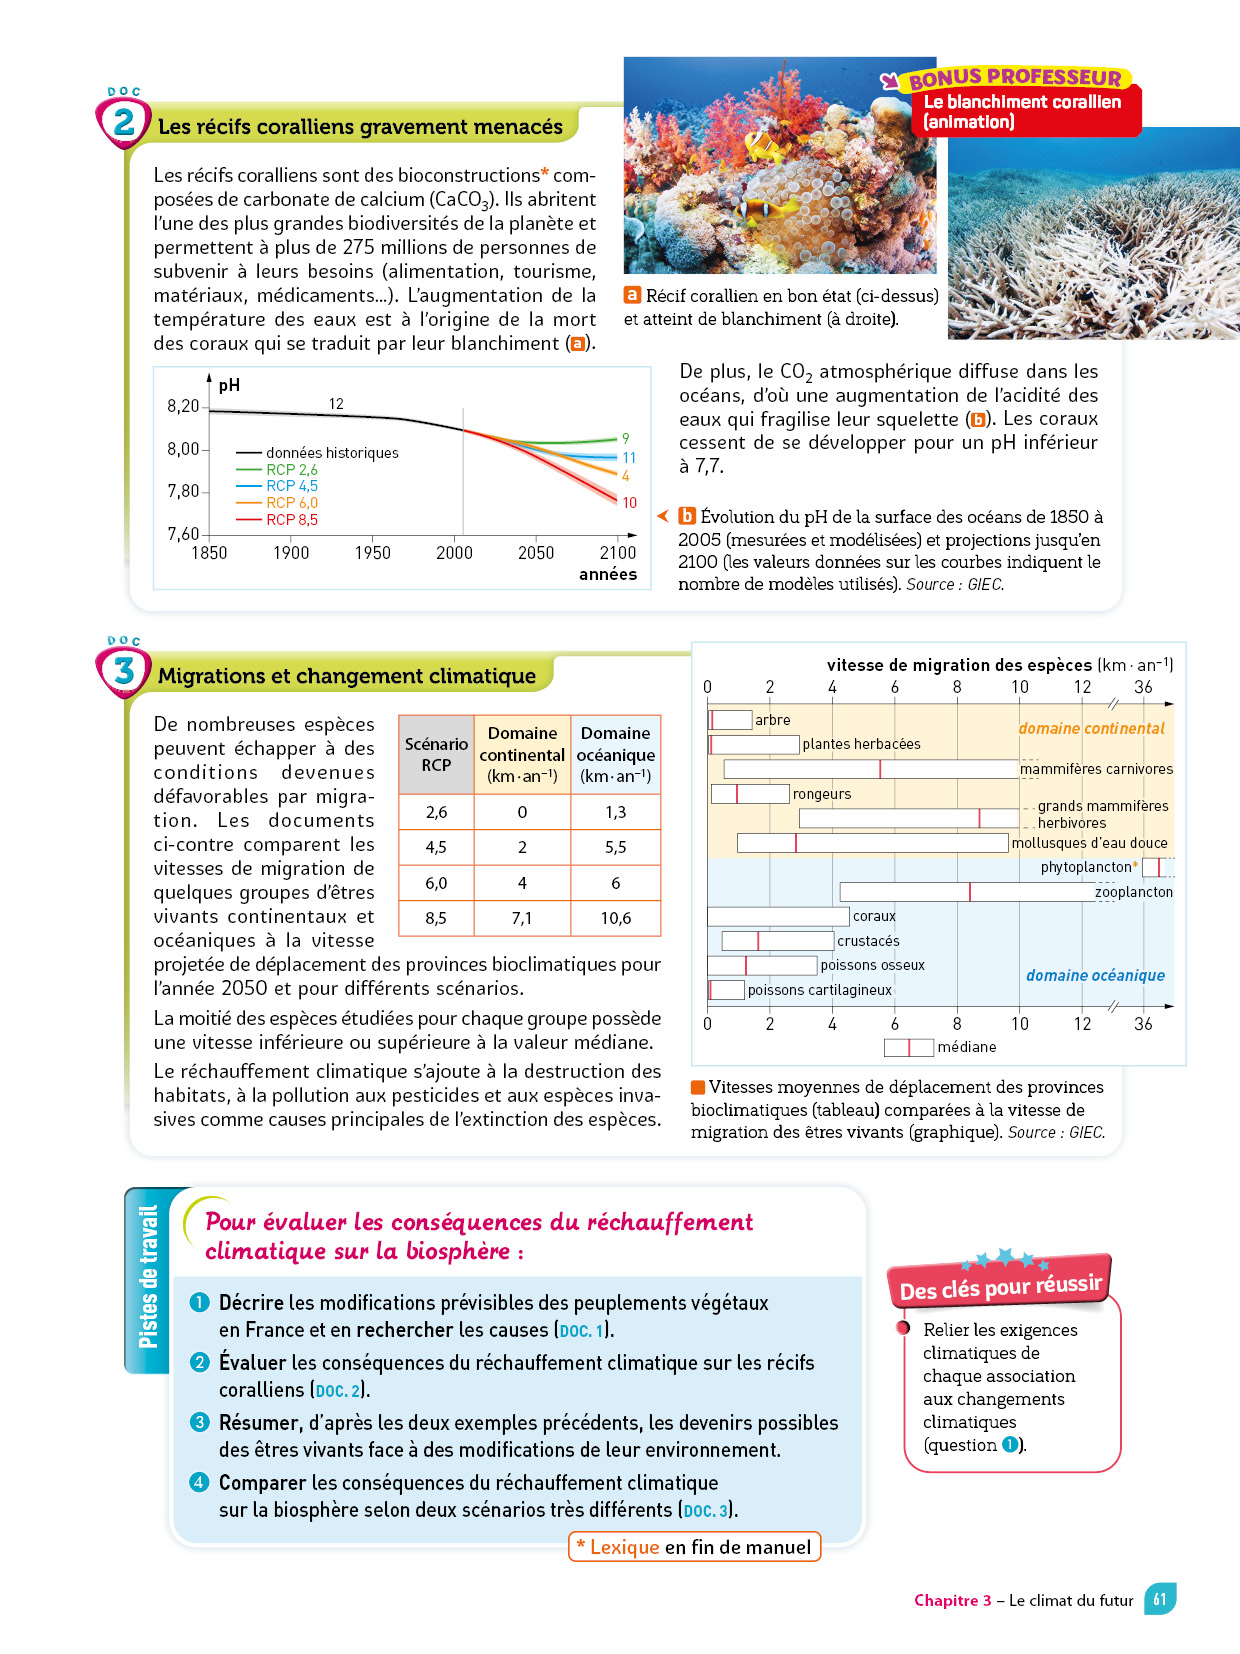 DOC
2
Les récifs coralliens gravement menacés
BONUS PROFESSEUR
Le blanchiment corallien
(animation)
Les récifs coralliens sont des bioconstructions* com-
posées de carbonate de calcium (CaCO₃). Ils abritent
l’une des plus grandes biodiversités de la planète et
permettent à plus de 275 millions de personnes de
subvenir à leurs besoins (alimentation, tourisme,
matériaux, médicaments…). L’augmentation de la
température des eaux est à l’origine de la mort
des coraux qui se traduit par leur blanchiment (a).
a Récif corallien en bon état (ci-dessus)
et atteint de blanchiment (à droite).
De plus, le CO₂ atmosphérique diffuse dans les
océans, d’où une augmentation de l’acidité des
eaux qui fragilise leur squelette (b). Les coraux
cessent de se développer pour un pH inférieur
à 7,7.
pH
8,20
8,00
7,80
7,60
12
données historiques
RCP 2,6
RCP 4,5
RCP 6,0
RCP 8,5
9
11
4
10
1850 1900 1950 2000 2050 2100
années
b Évolution du pH de la surface des océans de 1850 à
2005 (mesurées et modélisées) et projections jusqu’en
2100 (les valeurs données sur les courbes indiquent le
nombre de modèles utilisés). Source : GIEC.
DOC
3
Migrations et changement climatique
De nombreuses espèces
peuvent échapper à des
conditions devenues
défavorables par migra-
tion. Les documents
ci-contre comparent les
vitesses de migration de
quelques groupes d’êtres
vivants continentaux et
océaniques à la vitesse
projetée de déplacement des provinces bioclimatiques pour
l’année 2050 et pour différents scénarios.
La moitié des espèces étudiées pour chaque groupe possède
une vitesse inférieure ou supérieure à la valeur médiane.
Le réchauffement climatique s’ajoute à la destruction des
habitats, à la pollution aux pesticides et aux espèces inva-
sives comme causes principales de l’extinction des espèces.
Scénario RCP | Domaine continental (km·an⁻¹) | Domaine océanique (km·an⁻¹)
2,6 0 1,3
4,5 2 5,5
6,0 4 6
8,5 7,1 10,6
vitesse de migration des espèces (km·an⁻¹)
0 2 4 6 8 10 12 36
arbre
domaine continental
plantes herbacées
mammifères carnivores
rongeurs
grands mammifères
herbivores
mollusques d’eau douce
phytoplancton*
zooplancton
coraux
crustacés
poissons osseux
domaine océanique
poissons cartilagineux
0 2 4 6 8 10 12 36
médiane
Vitesses moyennes de déplacement des provinces
bioclimatiques (tableau) comparées à la vitesse de
migration des êtres vivants (graphique). Source : GIEC.
Pistes de travail
Pour évaluer les conséquences du réchauffement
climatique sur la biosphère :
1 Décrire les modifications prévisibles des peuplements végétaux
en France et en rechercher les causes (DOC. 1).
2 Évaluer les conséquences du réchauffement climatique sur les récifs
coralliens (DOC. 2).
3 Résumer, d’après les deux exemples précédents, les devenirs possibles
des êtres vivants face à des modifications de leur environnement.
4 Comparer les conséquences du réchauffement climatique
sur la biosphère selon deux scénarios très différents (DOC. 3).
* Lexique en fin de manuel
Des clés pour réussir
Relier les exigences
climatiques de
chaque association
aux changements
climatiques
(question 1).
Chapitre 3 – Le climat du futur 61